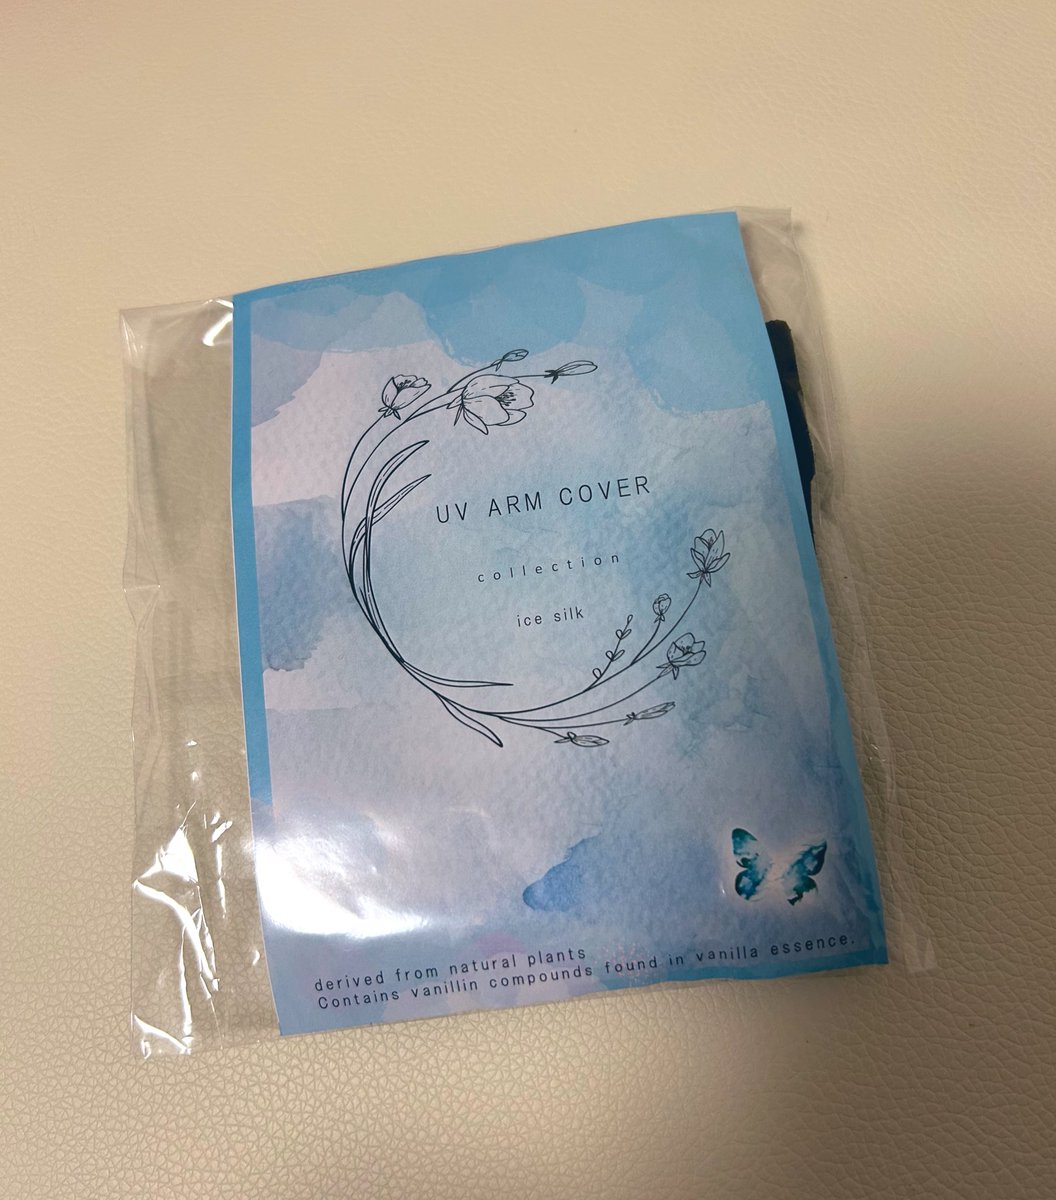 UV ARM COVER
collection
ice silk
derived from natural plants
Contains vanillin compounds found in vanilla essence.